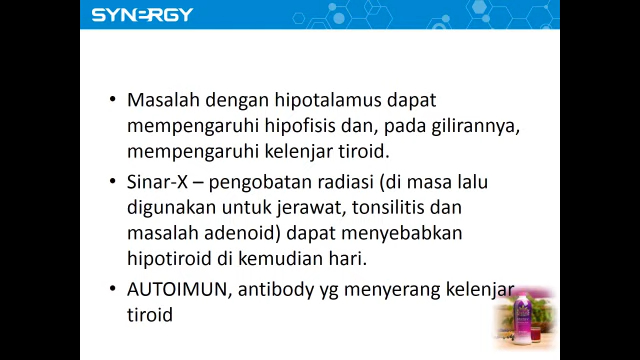 SYNERGY
• Masalah dengan hipotalamus dapat
mempengaruhi hipofisis dan, pada gilirannya,
mempengaruhi kelenjar tiroid.
• Sinar-X – pengobatan radiasi (di masa lalu
digunakan untuk jerawat, tonsilitis dan
masalah adenoid) dapat menyebabkan
hipotiroid di kemudian hari.
• AUTOIMUN, antibody yg menyerang kelenjar
tiroid